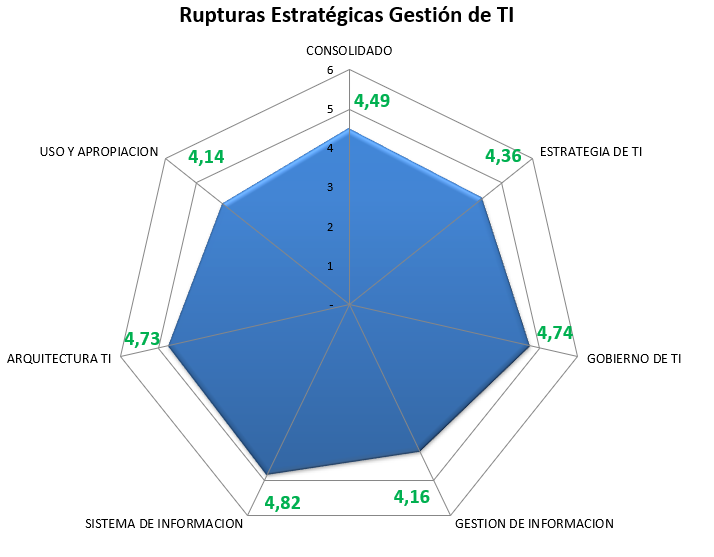 Rupturas Estratégicas Gestión de TI
CONSOLIDADO
6
4,49
5
4,14
4,36
USO Y APROPIACION
4
ESTRATEGIA DE TI
3
2
1
-
4,73
4,74
ARQUITECTURA TI
GOBIERNO DE TI
4,82
4,16
SISTEMA DE INFORMACION
GESTION DE INFORMACION